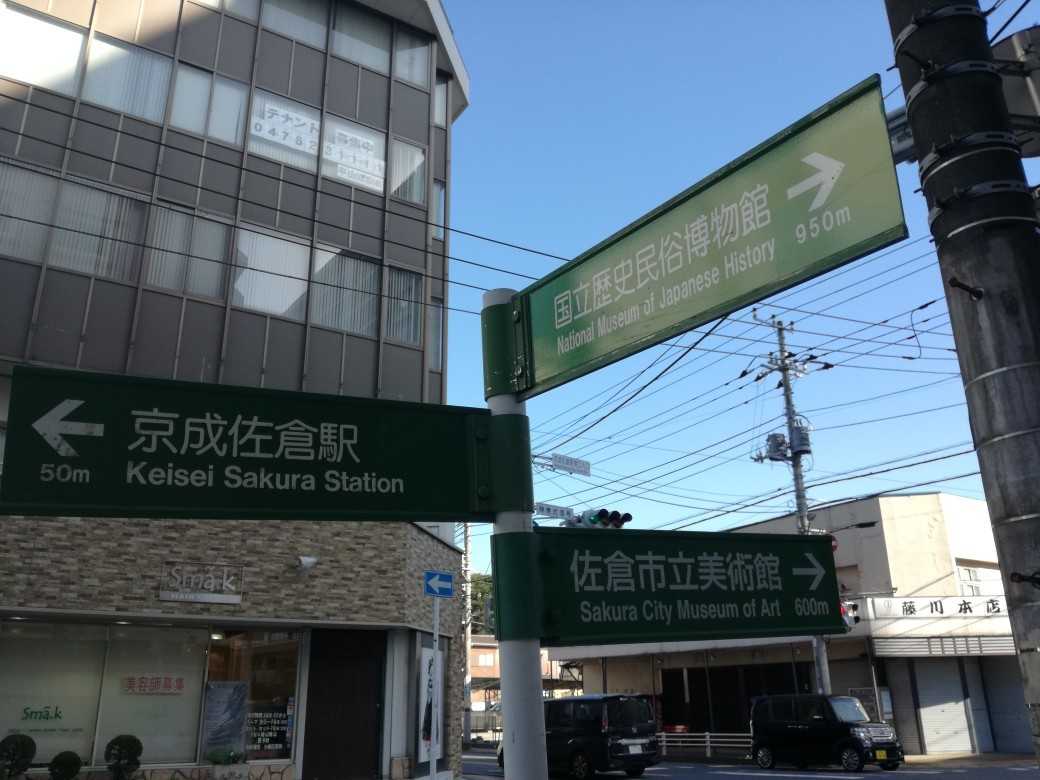 テナント募集中
国立歴史民俗博物館
950m
National Museum of Japanese History
京成佐倉駅
50m
Keisei Sakura Station
佐倉市立美術館
Sakura City Museum of Art
600m
Smā.k
藤川本店
美容師募集
Smā.k